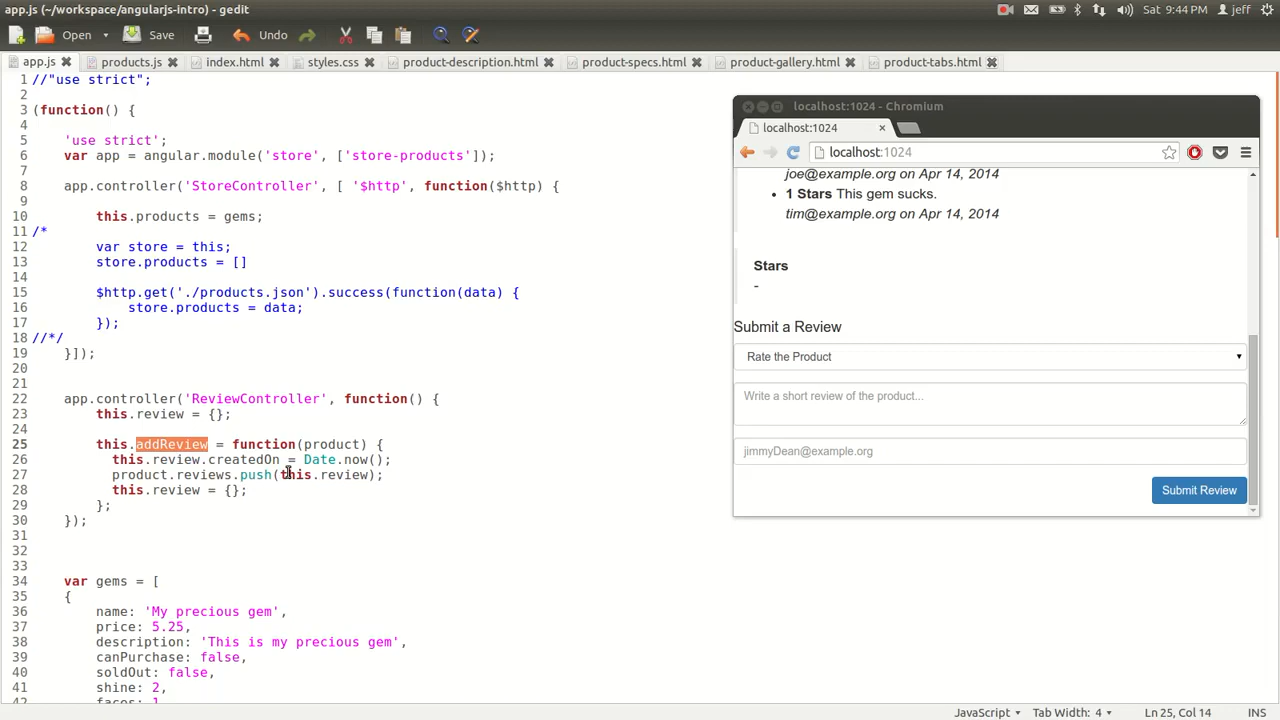 app.js (~/workspace/angularjs-intro) - gedit
Sat 9:44 PM jeff
Open Save Undo
app.js products.js index.html styles.css product-description.html product-specs.html product-gallery.html product-tabs.html
1 //"use strict";
2
3 (function() {
4
5 'use strict';
6 var app = angular.module('store', ['store-products']);
7
8 app.controller('StoreController', [ '$http', function($http) {
9
10 this.products = gems;
11 /*
12 var store = this;
13 store.products = []
14
15 $http.get('./products.json').success(function(data) {
16 store.products = data;
17 });
18 //*/
19 }]);
20
21
22 app.controller('ReviewController', function() {
23 this.review = {};
24
25 this.addReview = function(product) {
26 this.review.createdOn = Date.now();
27 product.reviews.push(this.review);
28 this.review = {};
29 };
30 });
31
32
33
34 var gems = [
35 {
36 name: 'My precious gem',
37 price: 5.25,
38 description: 'This is my precious gem',
39 canPurchase: false,
40 soldOut: false,
41 shine: 2,
42 faces: 1
localhost:1024 - Chromium
localhost:1024
localhost:1024
joe@example.org on Apr 14, 2014
• 1 Stars This gem sucks.
tim@example.org on Apr 14, 2014
Stars
-
Submit a Review
Rate the Product
Write a short review of the product...
jimmyDean@example.org
Submit Review
JavaScript Tab Width: 4 Ln 25, Col 14 INS